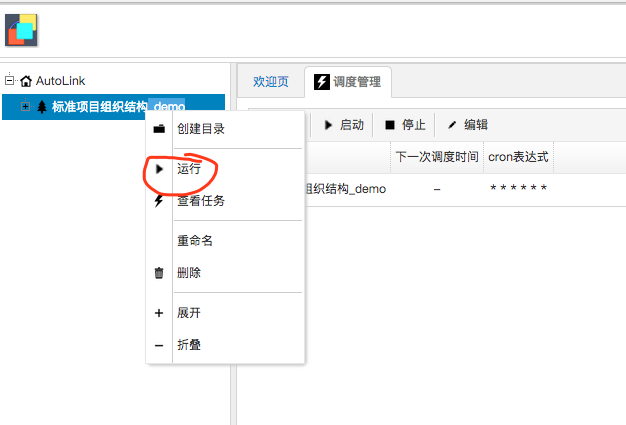 AutoLink
标准项目组织结构_demo
欢迎页
调度管理
启动
停止
编辑
下一次调度时间
cron表达式
组织结构_demo
–
* * * * * *
创建目录
运行
查看任务
重命名
删除
展开
折叠